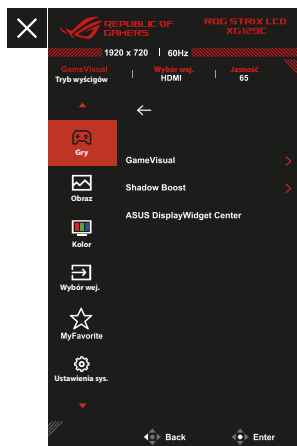 REPUBLIC OF
GAMERS
ROG STRIX LCD
XG129C
1920 x 720 | 60Hz
GameVisual
Tryb wyścigów
Wybór wej.
HDMI
Jasność
65
Gry
Obraz
Kolor
Wybór wej.
MyFavorite
Ustawienia sys.
GameVisual
Shadow Boost
ASUS DisplayWidget Center
Back
Enter